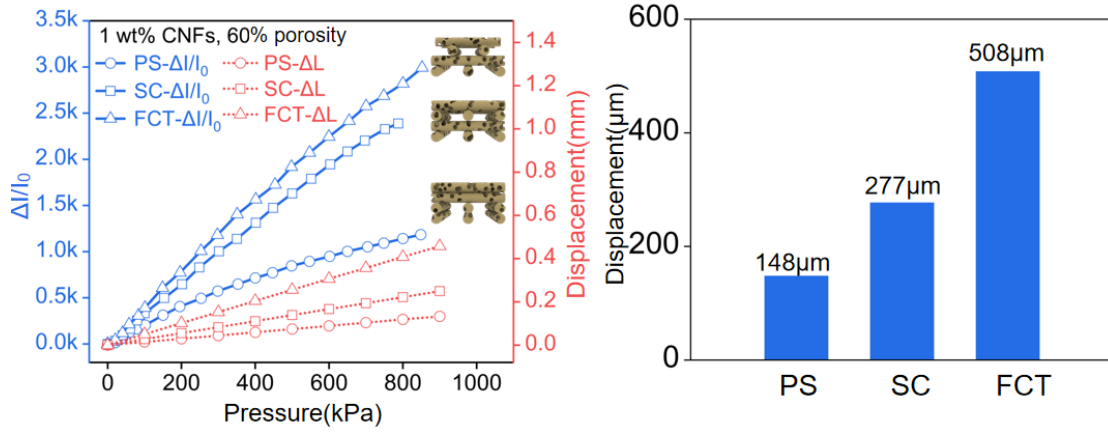 1 wt% CNFs, 60% porosity
PS-ΔI/I₀ PS-ΔL
SC-ΔI/I₀ SC-ΔL
FCT-ΔI/I₀ FCT-ΔL
3.5k
3.0k
2.5k
2.0k
1.5k
1.0k
0.5k
0.0k
ΔI/I₀
0 200 400 600 800 1000
Pressure(kPa)
1.4
1.2
1.0
0.8
0.6
0.4
0.2
0.0
Displacement(mm)
600
400
200
0
Displacement(μm)
148μm
277μm
508μm
PS SC FCT